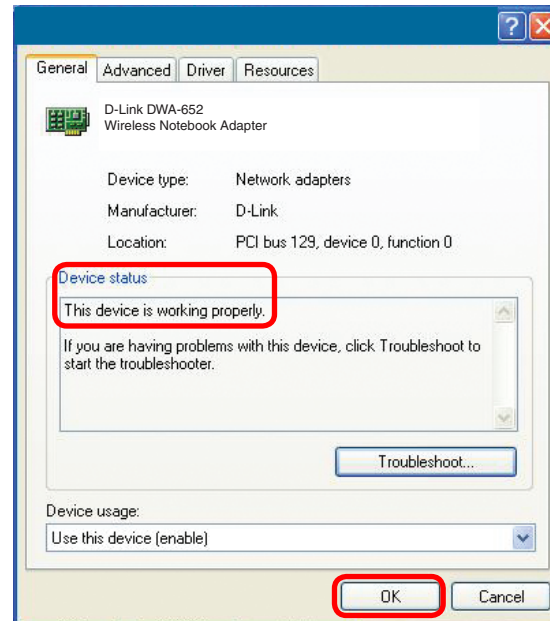 General Advanced Driver Resources
D-Link DWA-652
Wireless Notebook Adapter
Device type: Network adapters
Manufacturer: D-Link
Location: PCI bus 129, device 0, function 0
Device status
This device is working properly.
If you are having problems with this device, click Troubleshoot to
start the troubleshooter.
Troubleshoot...
Device usage:
Use this device (enable)
OK Cancel